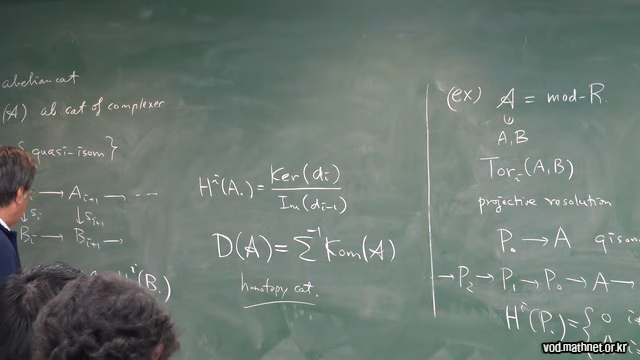 abelian cat
(A) ab. cat of complexes
{quasi-isom}
→ A_{i+1} → --
↓s_i ↓s_{i+1}
B_i → B_{i+1} →
(B.)
H^i(A.) = Ker(d_i) / Im(d_{i-1})
D(A) = Σ^{-1} Kom(A)
homotopy cat.
(ex) A = mod-R
∪
A, B
Tor_i(A, B)
projective resolution
P. → A qisom
→ P_2 → P_1 → P_0 → A →
H^i(P.) = { 0
vod.mathnet.or.kr